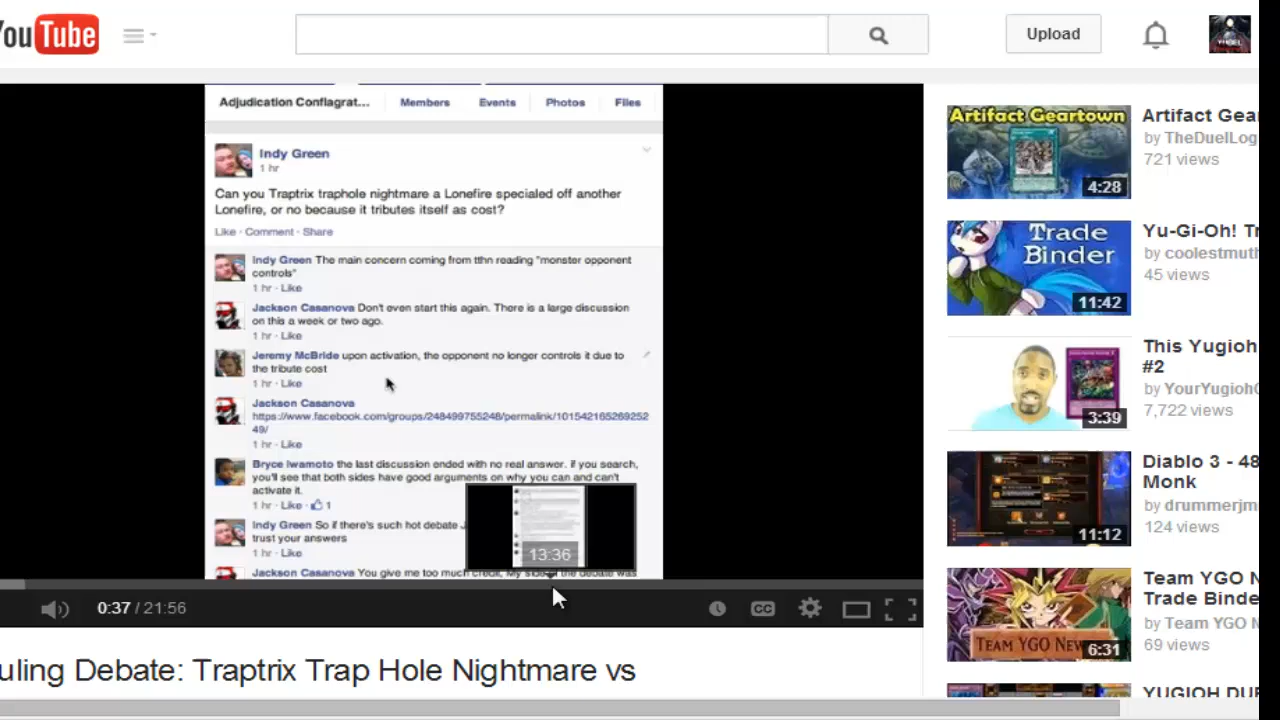 YouTube
Upload
Adjudication Conflagrat...
Members
Events
Photos
Files
Indy Green
1 hr
Can you Traptrix traphole nightmare a Lonefire specialed off another
Lonefire, or no because it tributes itself as cost?
Like · Comment · Share
Indy Green The main concern coming from tthn reading "monster opponent
controls"
1 hr · Like
Jackson Casanova Don't even start this again. There is a large discussion
on this a week or two ago.
1 hr · Like
Jeremy McBride upon activation, the opponent no longer controls it due to
the tribute cost
1 hr · Like
Jackson Casanova
https://www.facebook.com/groups/248499755248/permalink/101542165269252
49/
1 hr · Like
Bryce Iwamoto the last discussion ended with no real answer. if you search,
you'll see that both sides have good arguments on why you can and can't
activate it.
1 hr · Like · 1
Indy Green So if there's such hot debate J
trust your answers
1 hr · Like
Jackson Casanova You give me too much credit, My side of the debate was
13:36
0:37 / 21:56
CC
uling Debate: Traptrix Trap Hole Nightmare vs
Artifact Geartown
4:28
Artifact Gear
by TheDuelLog
721 views
Trade
Binder
11:42
Yu-Gi-Oh! Tr
by coolestmuth
45 views
3:39
This Yugioh
#2
by YourYugiohC
7,722 views
11:12
Diablo 3 - 48
Monk
by drummerjm
124 views
TEAM YGO NEW
6:31
Team YGO N
Trade Binde
by Team YGO N
69 views
YUGIOH DUE